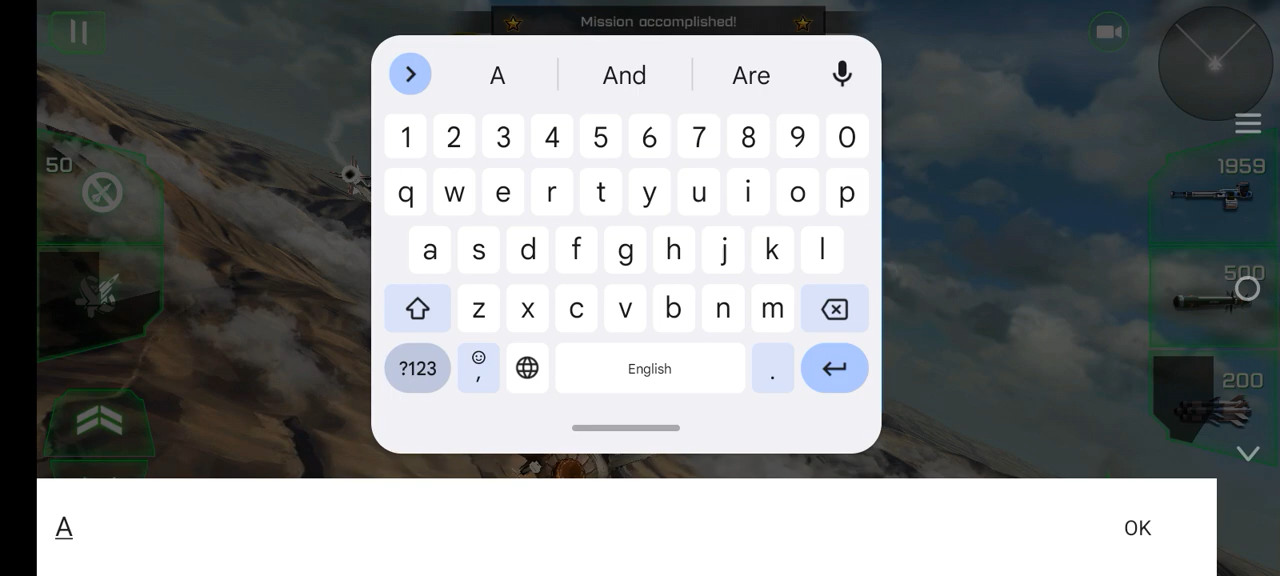 Mission accomplished!
A And Are
1 2 3 4 5 6 7 8 9 0
q w e r t y u i o p
a s d f g h j k l
z x c v b n m
?123 , English .
50
1959
500
200
A
OK